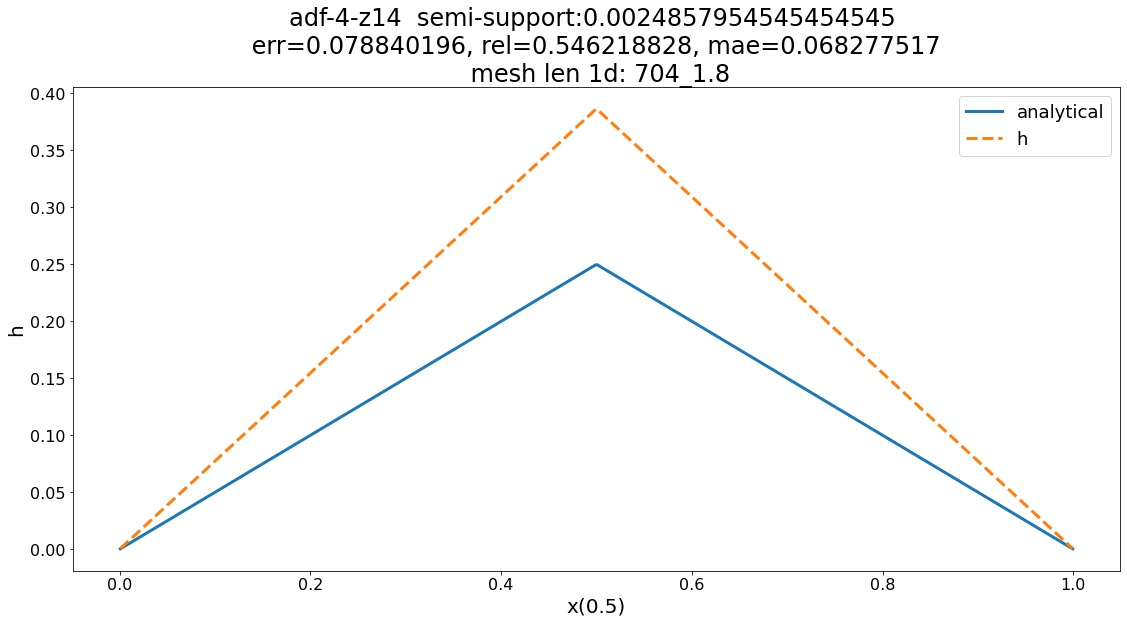 adf-4-z14  semi-support:0.0024857954545454545
err=0.078840196, rel=0.546218828, mae=0.068277517
mesh len 1d: 704_1.8
analytical
h
0.40
0.35
0.30
0.25
0.20
0.15
0.10
0.05
0.00
h
0.0 0.2 0.4 0.6 0.8 1.0
x(0.5)